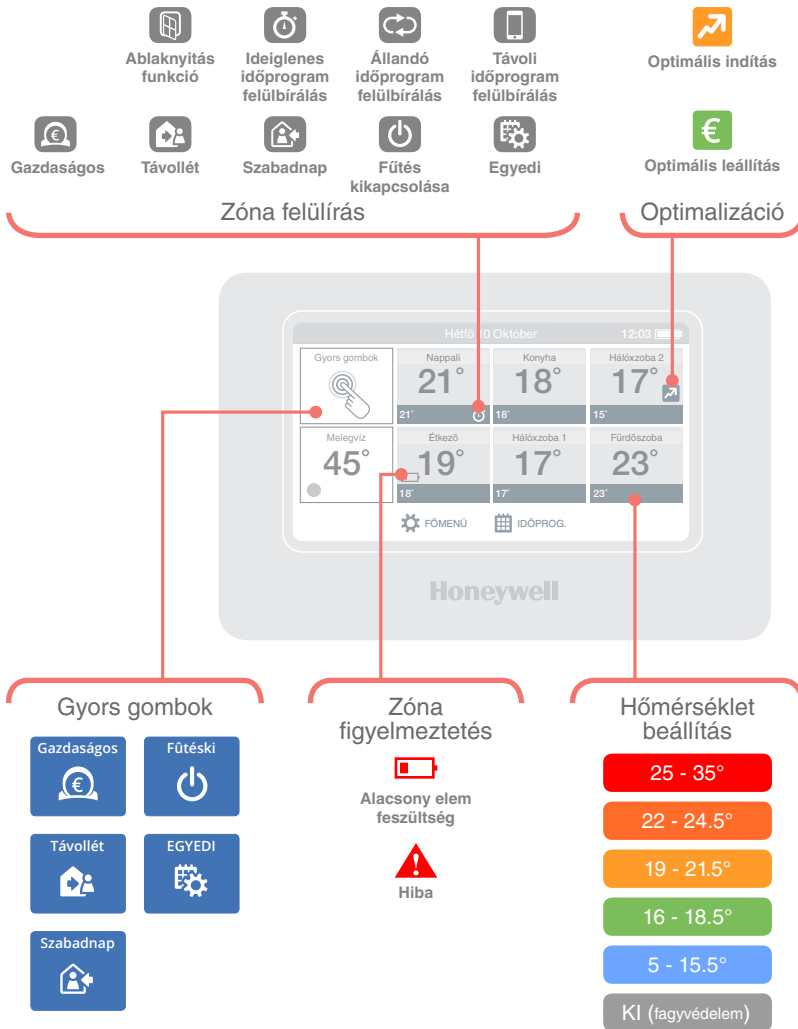 Ablaknyitás
funkció
Ideiglenes
időprogram
felülbírálás
Állandó
időprogram
felülbírálás
Távoli
időprogram
felülbírálás
Optimális indítás
Gazdaságos
Távollét
Szabadnap
Fűtés
kikapcsolása
Egyedi
€
Optimális leállítás
Zóna felülírás
Optimalizáció
Hétfő 10 Október
12:03
Gyors gombok
Nappali
21°
21°
Konyha
18°
18°
Hálóxzoba 2
17°
15°
Melegvíz
45°
Étkező
19°
18°
Hálóxzoba 1
17°
17°
Fűrdőszoba
23°
23°
FŐMENÜ
IDŐPROG.
Honeywell
Gyors gombok
Gazdaságos
€
Fûtéski
Távollét
EGYEDI
Szabadnap
Zóna
figyelmeztetés
Alacsony elem
feszültség
Hiba
Hőmérséklet
beállítás
25 - 35°
22 - 24.5°
19 - 21.5°
16 - 18.5°
5 - 15.5°
KI (fagyvédelem)